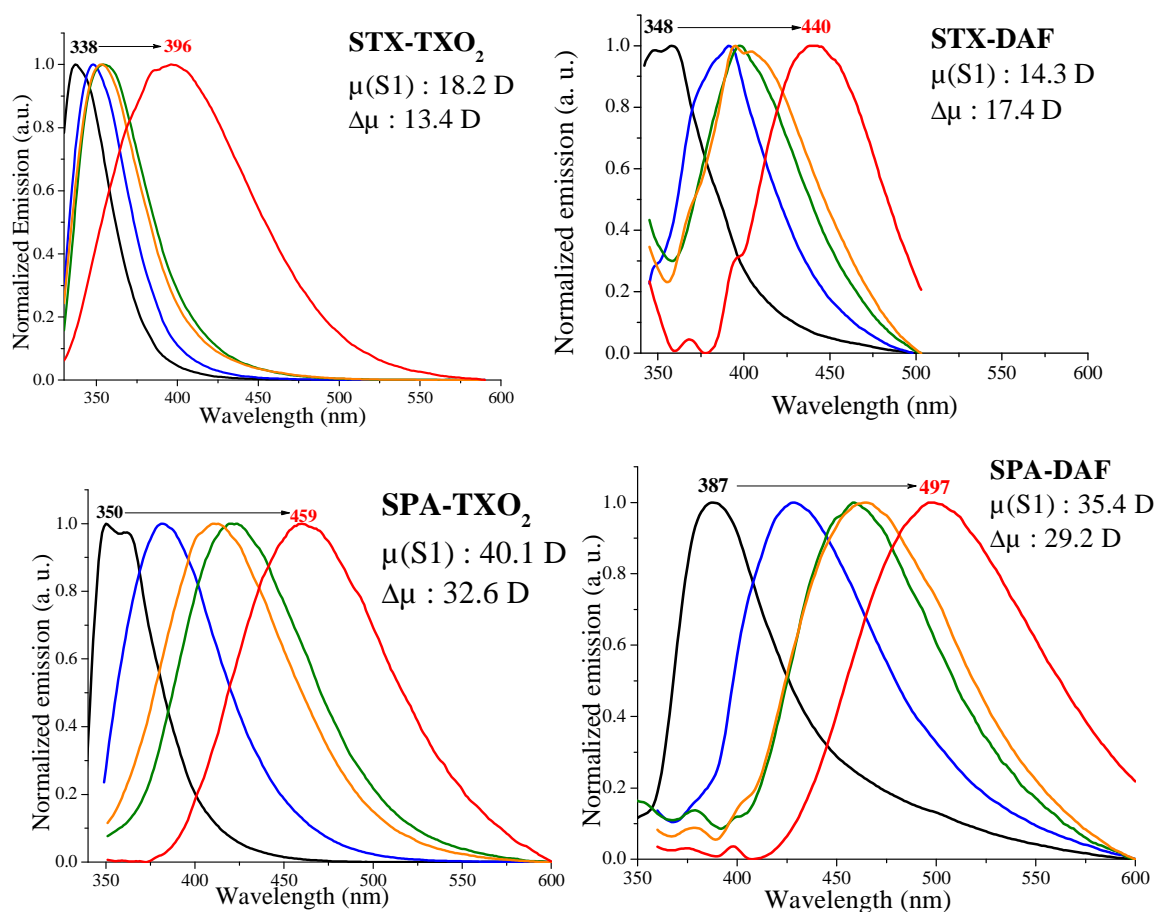 338 396
STX-TXO₂
µ(S1) : 18.2 D
Δµ : 13.4 D
Normalized Emission (a.u.)
1.0
0.8
0.6
0.4
0.2
0.0
350 400 450 500 550 600
Wavelength (nm)
348 440
STX-DAF
µ(S1) : 14.3 D
Δµ : 17.4 D
Normalized emission (a. u.)
1.0
0.8
0.6
0.4
0.2
0.0
350 400 450 500 550 600
Wavelength (nm)
350 459
SPA-TXO₂
µ(S1) : 40.1 D
Δµ : 32.6 D
Normalized emission (a. u.)
1.0
0.8
0.6
0.4
0.2
0.0
350 400 450 500 550 600
Wavelength (nm)
387 497
SPA-DAF
µ(S1) : 35.4 D
Δµ : 29.2 D
Normalized emission (a. u.)
1.0
0.8
0.6
0.4
0.2
0.0
350 400 450 500 550 600
Wavelength (nm)